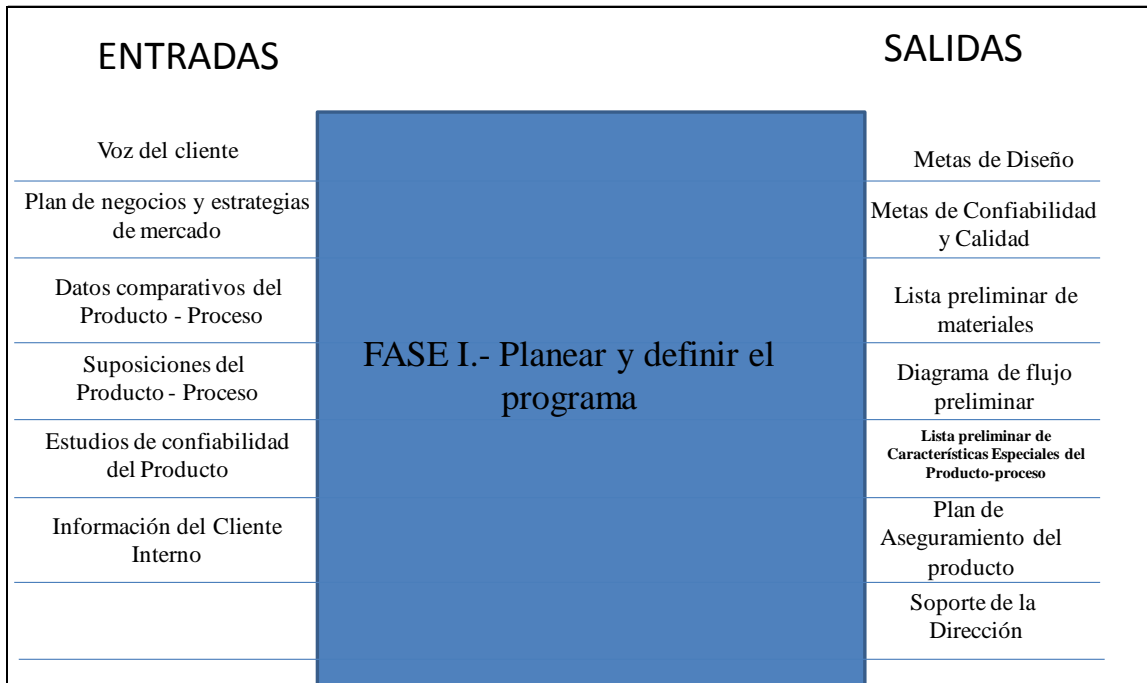 ENTRADAS
SALIDAS
Voz del cliente
Plan de negocios y estrategias
de mercado
Datos comparativos del
Producto - Proceso
Suposiciones del
Producto - Proceso
Estudios de confiabilidad
del Producto
Información del Cliente
Interno
FASE I.- Planear y definir el
programa
Metas de Diseño
Metas de Confiabilidad
y Calidad
Lista preliminar de
materiales
Diagrama de flujo
preliminar
Lista preliminar de
Características Especiales del
Producto-proceso
Plan de
Aseguramiento del
producto
Soporte de la
Dirección